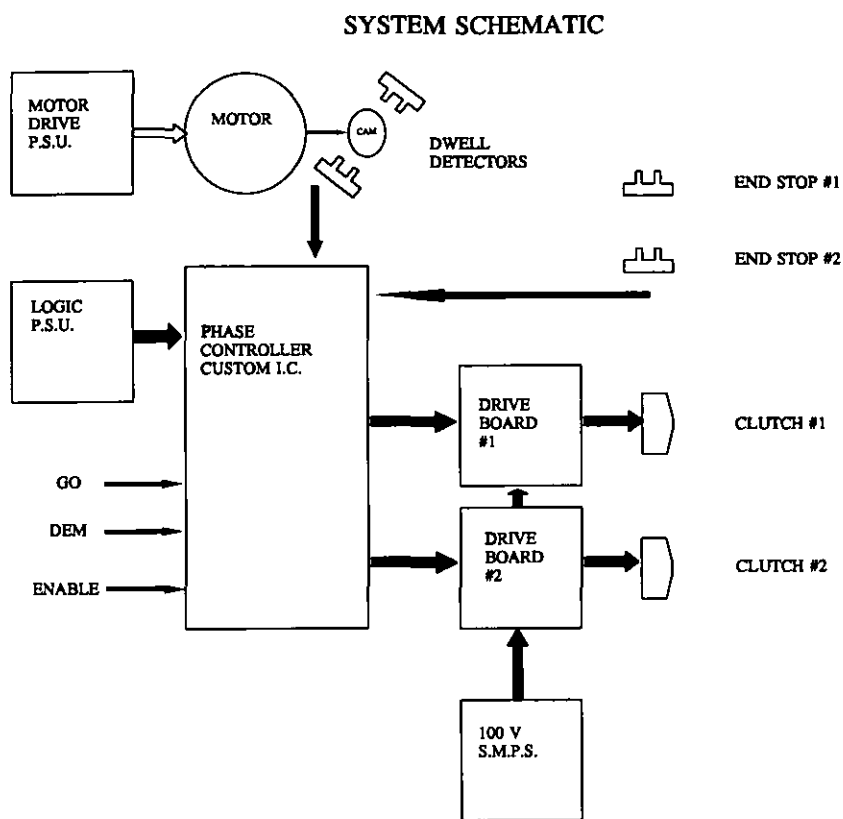 SYSTEM SCHEMATIC
MOTOR
DRIVE
P.S.U.
MOTOR
CAM
DWELL
DETECTORS
END STOP #1
END STOP #2
LOGIC
P.S.U.
PHASE
CONTROLLER
CUSTOM I.C.
DRIVE
BOARD
#1
CLUTCH #1
GO
DEM
ENABLE
DRIVE
BOARD
#2
CLUTCH #2
100 V
S.M.P.S.